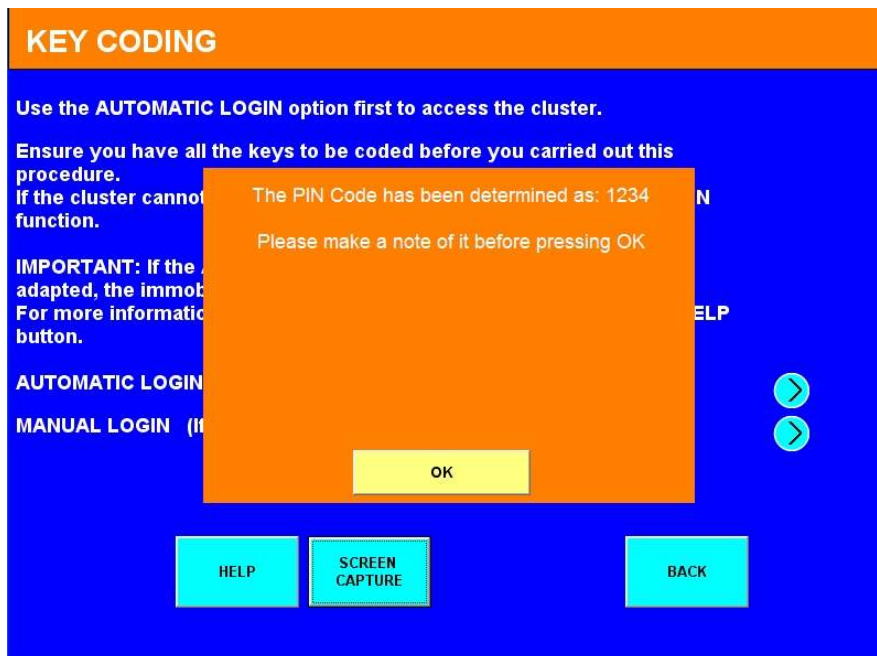 KEY CODING
Use the AUTOMATIC LOGIN option first to access the cluster.
Ensure you have all the keys to be coded before you carried out this
procedure.
If the cluster cannot
N
function.
IMPORTANT: If the
adapted, the immob
For more informatic
ELP
button.
AUTOMATIC LOGIN
MANUAL LOGIN (If
The PIN Code has been determined as: 1234
Please make a note of it before pressing OK
OK
HELP
SCREEN
CAPTURE
BACK